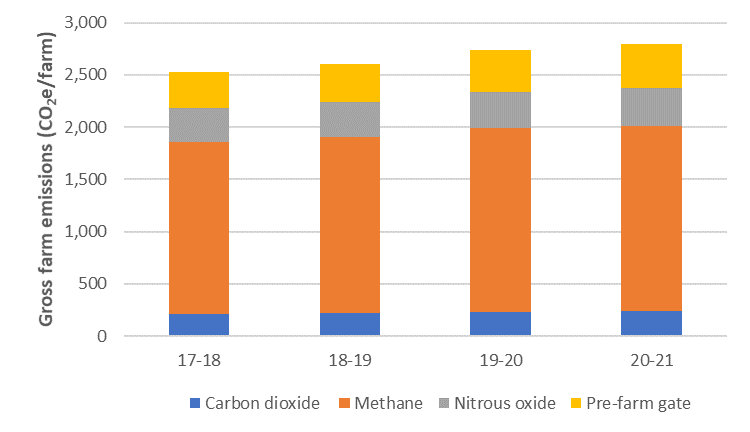 Gross farm emissions (CO₂e/farm)
3,000
2,500
2,000
1,500
1,000
500
0
17-18 18-19 19-20 20-21
Carbon dioxide Methane Nitrous oxide Pre-farm gate